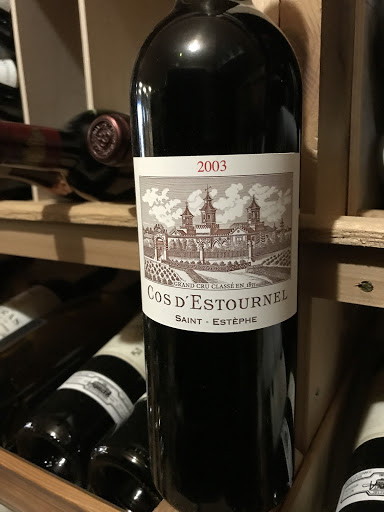 2003
GRAND CRU CLASSÉ EN 1855
COS D'ESTOURNEL
SAINT - ESTÈPHE